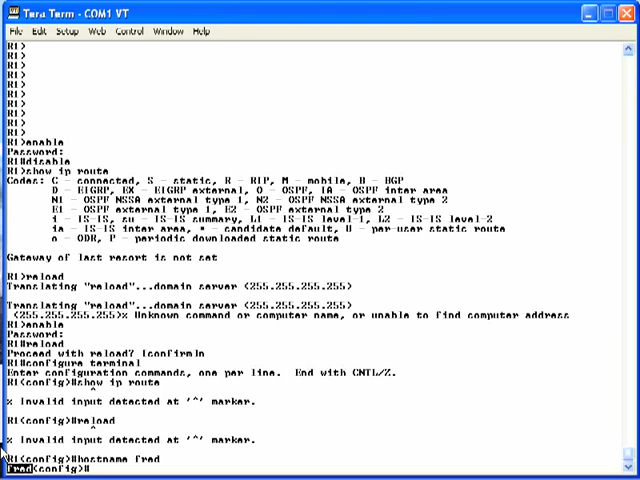 Tera Term - COM1 VT
File Edit Setup Web Control Window Help
R1>
R1>
R1>
R1>
R1>
R1>
R1>
R1>
R1>
R1>
R1>enable
Password:
R1#disable
R1>show ip route
Codes: C - connected, S - static, R - RIP, M - mobile, B - BGP
D - EIGRP, EX - EIGRP external, O - OSPF, IA - OSPF inter area
N1 - OSPF NSSA external type 1, N2 - OSPF NSSA external type 2
E1 - OSPF external type 1, E2 - OSPF external type 2
i - IS-IS, su - IS-IS summary, L1 - IS-IS level-1, L2 - IS-IS level-2
ia - IS-IS inter area, * - candidate default, U - per-user static route
o - ODR, P - periodic downloaded static route
Gateway of last resort is not set
R1>reload
Translating "reload"...domain server (255.255.255.255)
Translating "reload"...domain server (255.255.255.255)
(255.255.255.255)% Unknown command or computer name, or unable to find computer address
R1>enable
Password:
R1#reload
Proceed with reload? [confirm]n
R1#configure terminal
Enter configuration commands, one per line. End with CNTL/Z.
R1(config)#show ip route
^
% Invalid input detected at '^' marker.
R1(config)#reload
^
% Invalid input detected at '^' marker.
R1(config)#hostname fred
fred(config)#